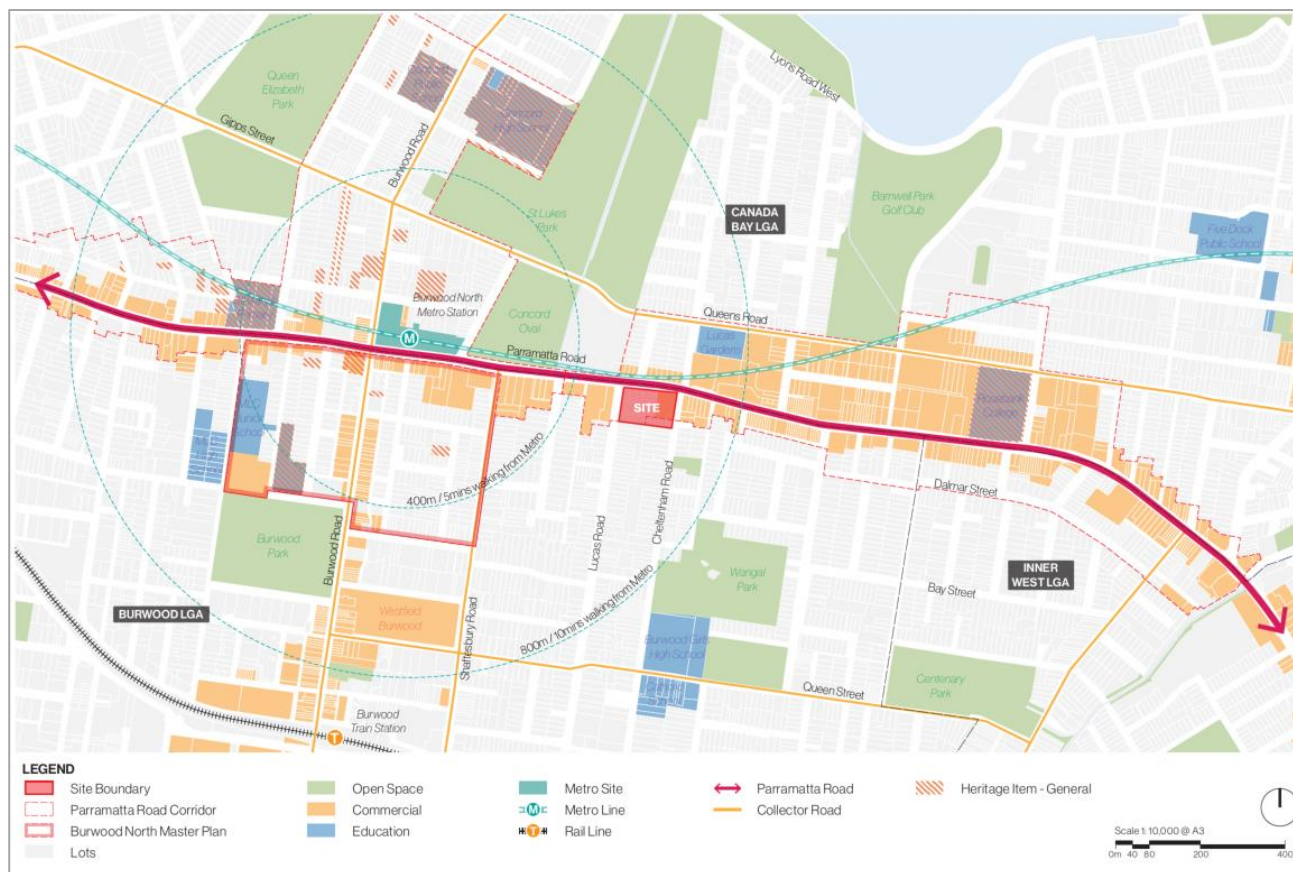 Lyons Road West
Queen
Elizabeth
Park
Gipps Street
Burwood Road
High School
St Lukes
Park
CANADA
BAY LGA
Barnwell Park
Golf Club
Five Dock
Public School
Burwood North
Metro Station
Concord
Oval
Queens Road
Lucas
Gardens
M
Parramatta Road
SITE
Rosebank
College
MLC
Junior
School
400m / 5mins walking from Metro
Dalmar Street
Burwood
Park
Burwood Road
Lucas Road
Cheltenham Road
Wangal
Park
Bay Street
INNER
WEST LGA
BURWOOD LGA
Westfield
Burwood
Shaftesbury Road
800m / 10mins walking from Metro
Burwood Girls
High School
Queen Street
Centenary
Park
Burwood
Train Station
T
LEGEND
Site Boundary
Parramatta Road Corridor
Burwood North Master Plan
Lots
Open Space
Commercial
Education
Metro Site
M Metro Line
T Rail Line
Parramatta Road
Collector Road
Heritage Item - General
Scale 1: 10,000 @ A3
0m 40 80 200 400